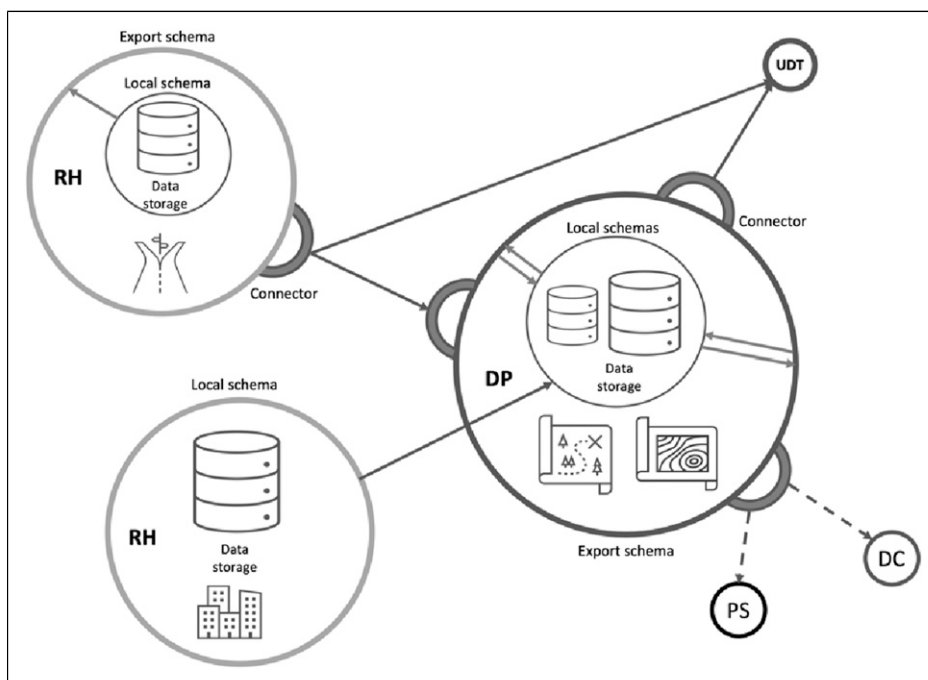 Export schema
Local schema
RH
Data
storage
Connector
UDT
Connector
Local schemas
DP
Data
storage
Local schema
RH
Data
storage
Export schema
DC
PS